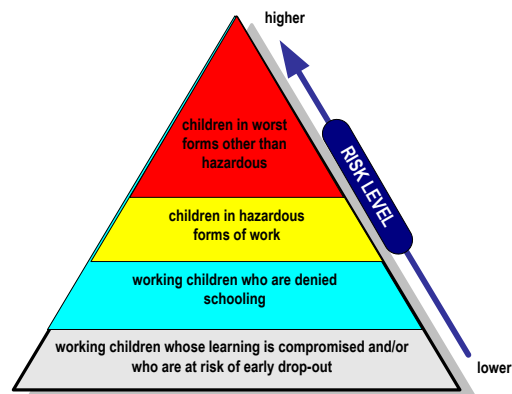 higher
children in worst
forms other than
hazardous
RISK LEVEL
children in hazardous
forms of work
working children who are denied
schooling
working children whose learning is compromised and/or
who are at risk of early drop-out
lower